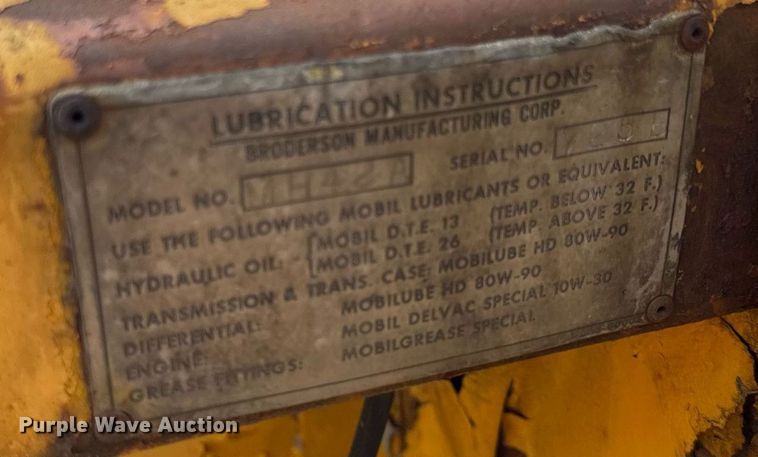 LUBRICATION INSTRUCTIONS
BRODERSON MANUFACTURING CORP.
MODEL NO. SERIAL NO.
USE THE FOLLOWING MOBIL LUBRICANTS OR EQUIVALENT:
HYDRAULIC OIL: MOBIL D.T.E. 13 (TEMP. BELOW 32 F.)
MOBIL D.T.E. 26 (TEMP. ABOVE 32 F.)
TRANSMISSION & TRANS. CASE: MOBILUBE HD 80W-90
DIFFERENTIAL: MOBILUBE HD 80W-90
ENGINE: MOBIL DELVAC SPECIAL 10W-30
GREASE FITTINGS: MOBILGREASE SPECIAL
Purple Wave Auction